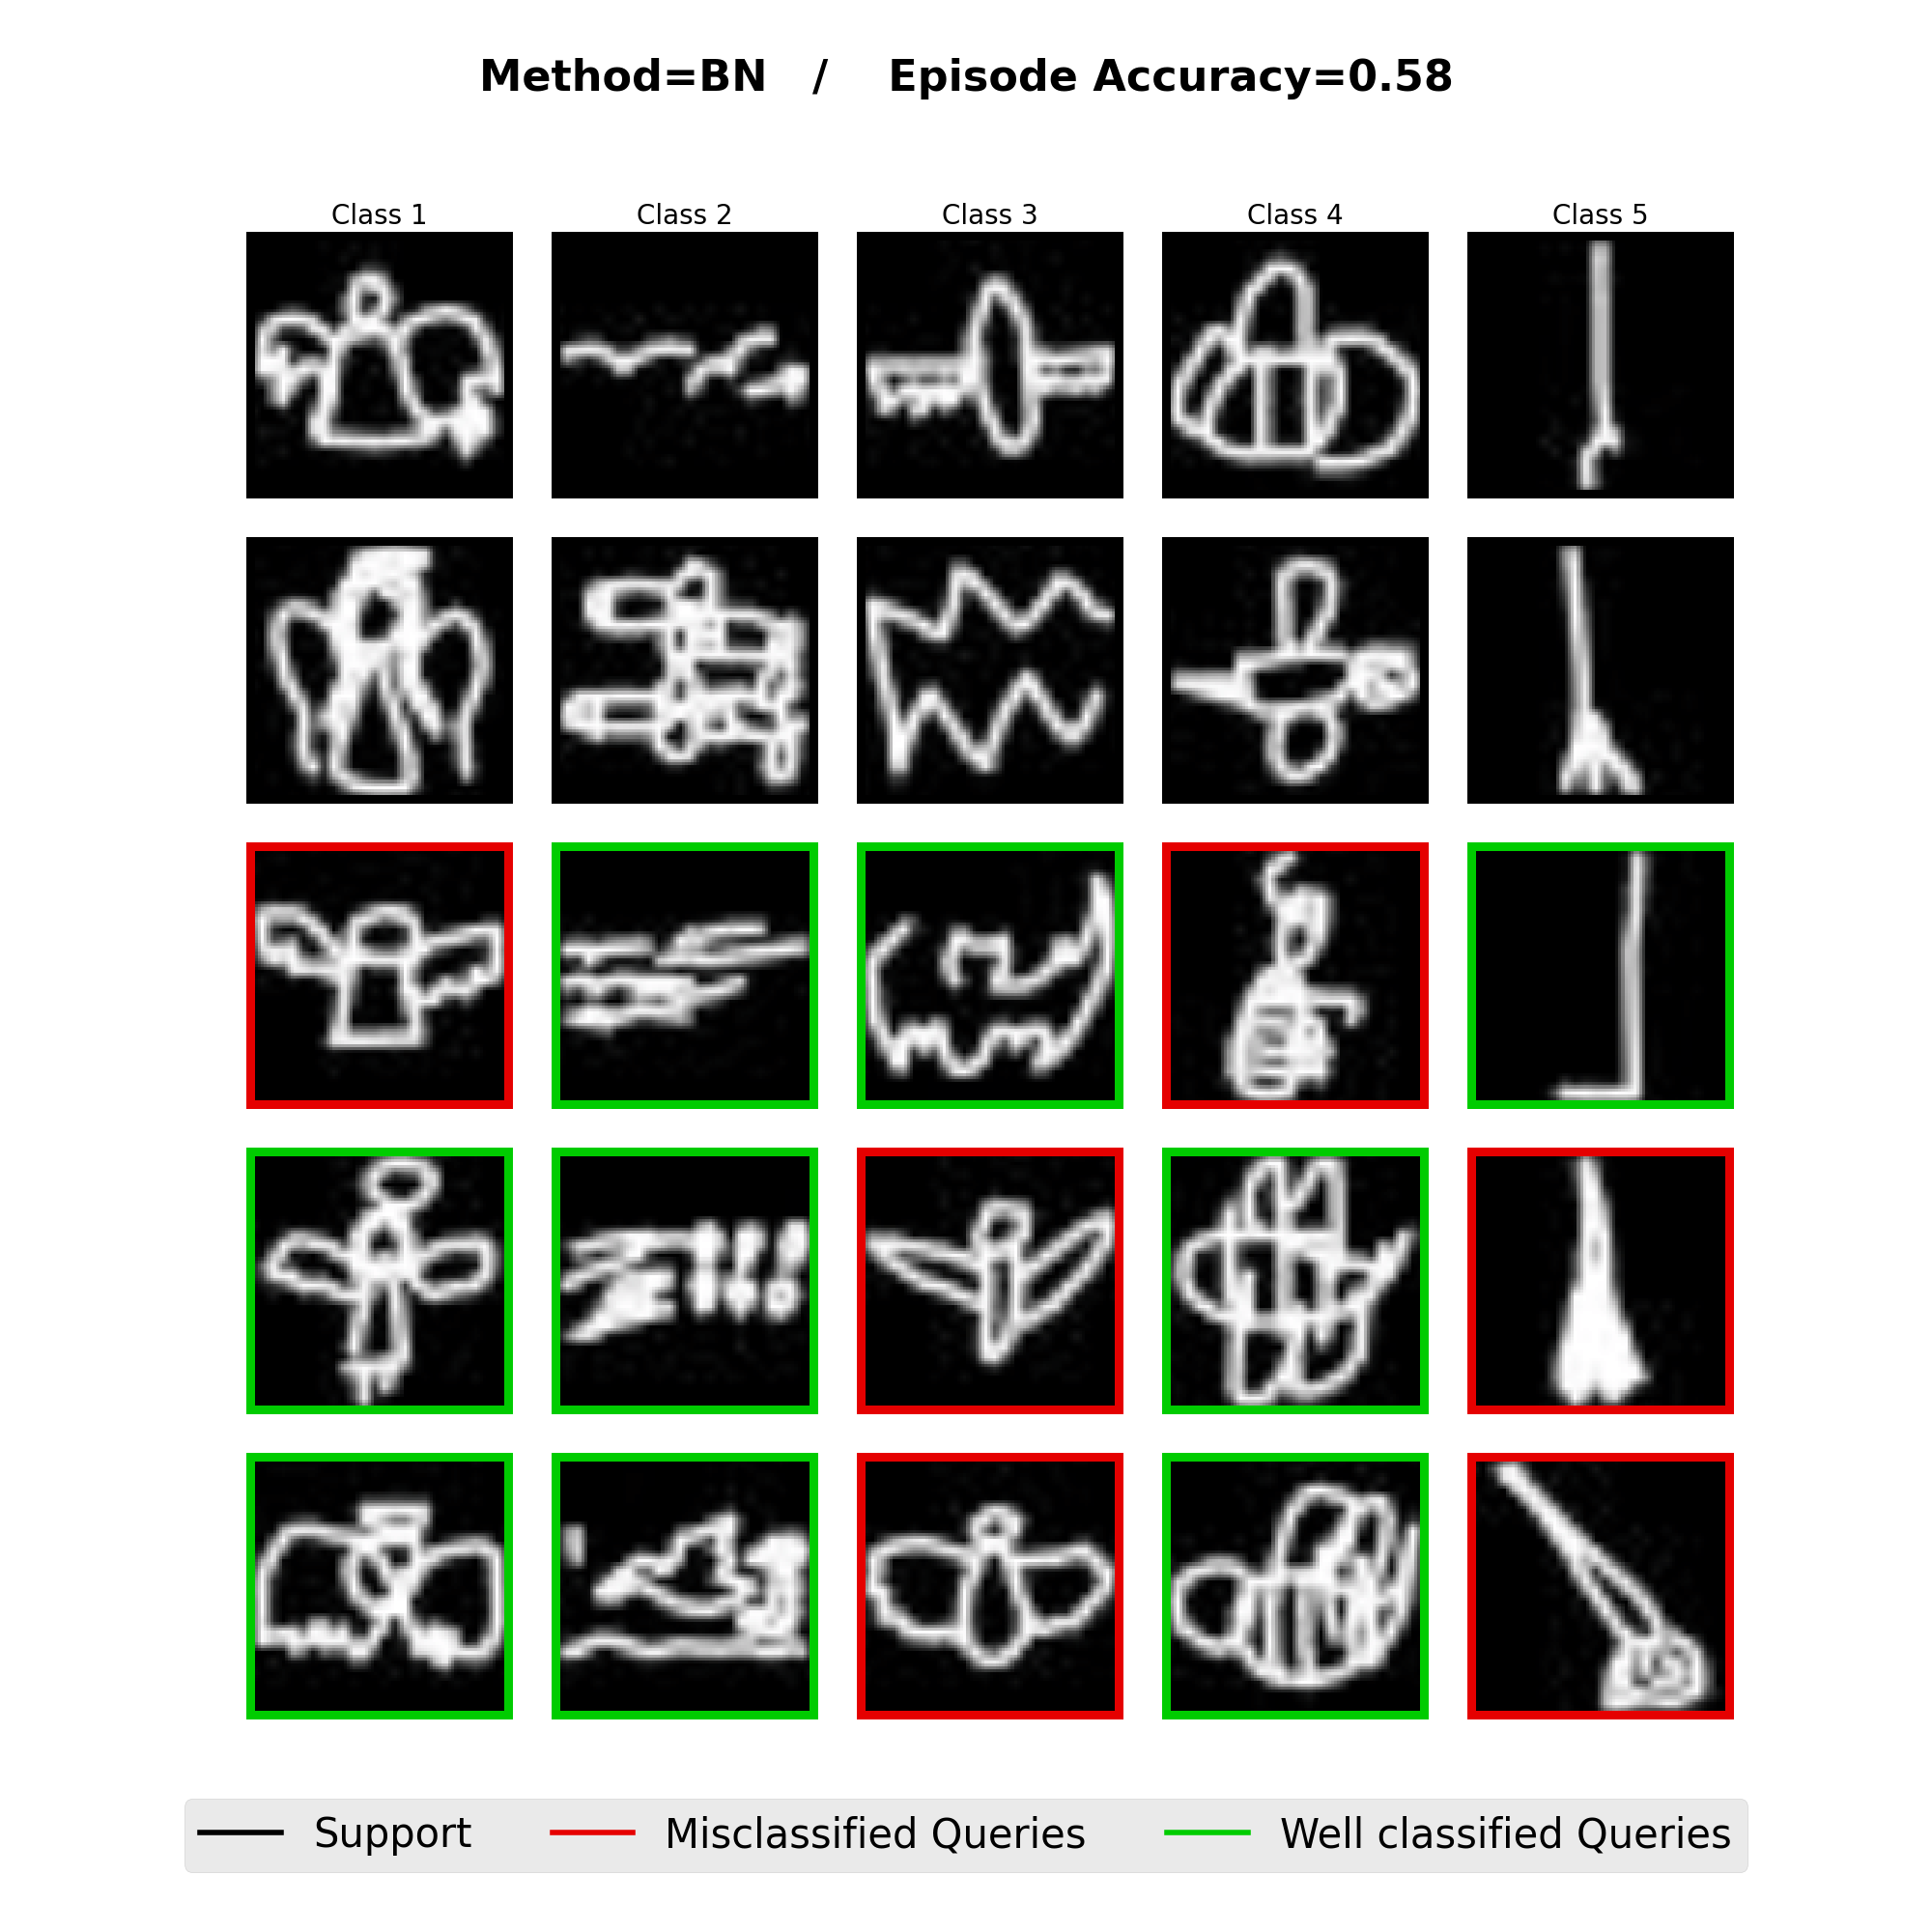 Method=BN / Episode Accuracy=0.58
Class 1 Class 2 Class 3 Class 4 Class 5
Support Misclassified Queries Well classified Queries